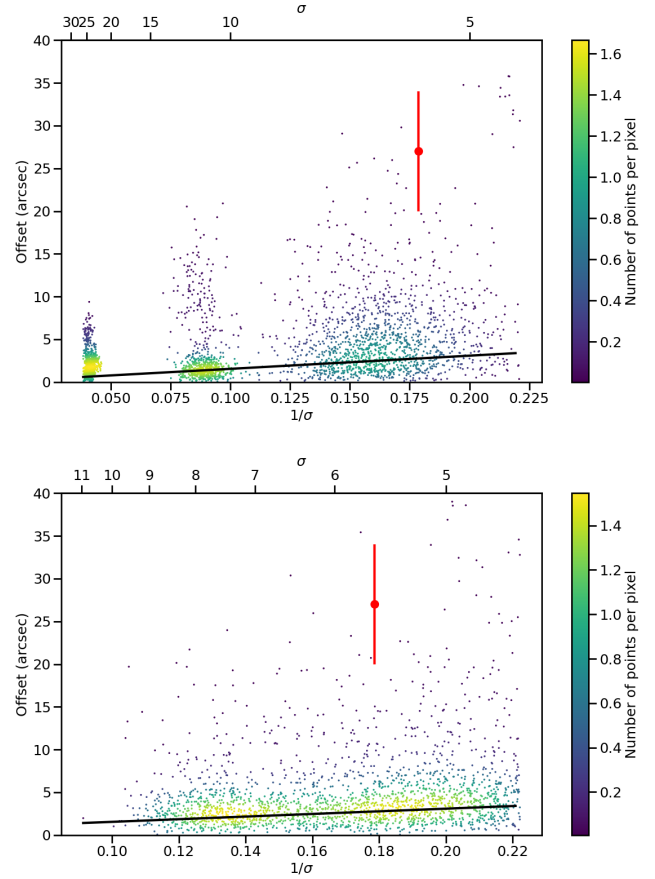 σ
30 25 20 15 10 5
40
35
30
25
20
15
10
5
0
Offset (arcsec)
0.050 0.075 0.100 0.125 0.150 0.175 0.200 0.225
1/σ
1.6
1.4
1.2
1.0
0.8
0.6
0.4
0.2
Number of points per pixel
σ
11 10 9 8 7 6 5
40
35
30
25
20
15
10
5
0
Offset (arcsec)
0.10 0.12 0.14 0.16 0.18 0.20 0.22
1/σ
1.4
1.2
1.0
0.8
0.6
0.4
0.2
Number of points per pixel